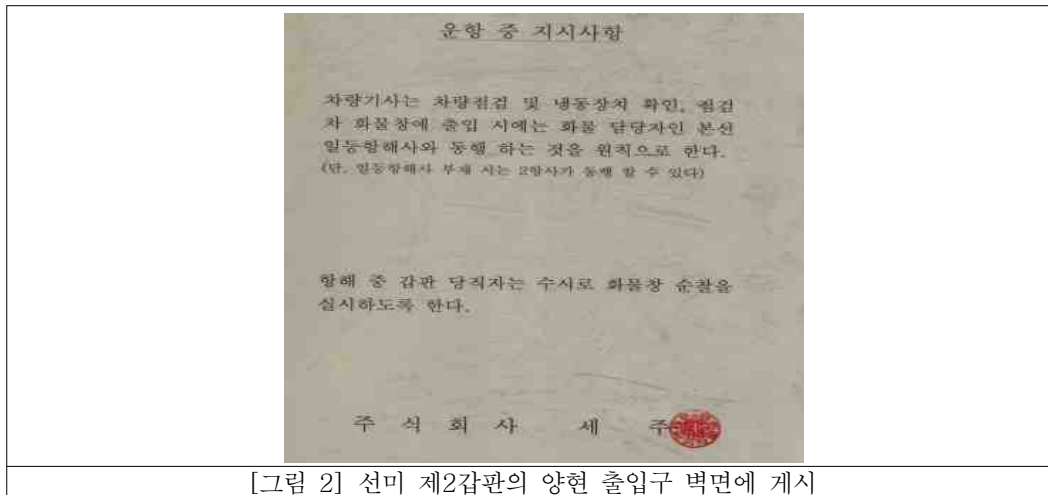 운항 중 지시사항
차량기사는 차량점검 및 냉동장치 확인, 점검
차 화물창에 출입 시에는 화물 담당자인 본선
일등항해사와 동행 하는 것을 원칙으로 한다.
(단, 일등항해사 부재 시는 2항사가 동행 할 수 있다)
항해 중 갑판 당직자는 수시로 화물창 순찰을
실시하도록 한다.
주 식 회 사 세 주
[그림 2] 선미 제2갑판의 양현 출입구 벽면에 게시